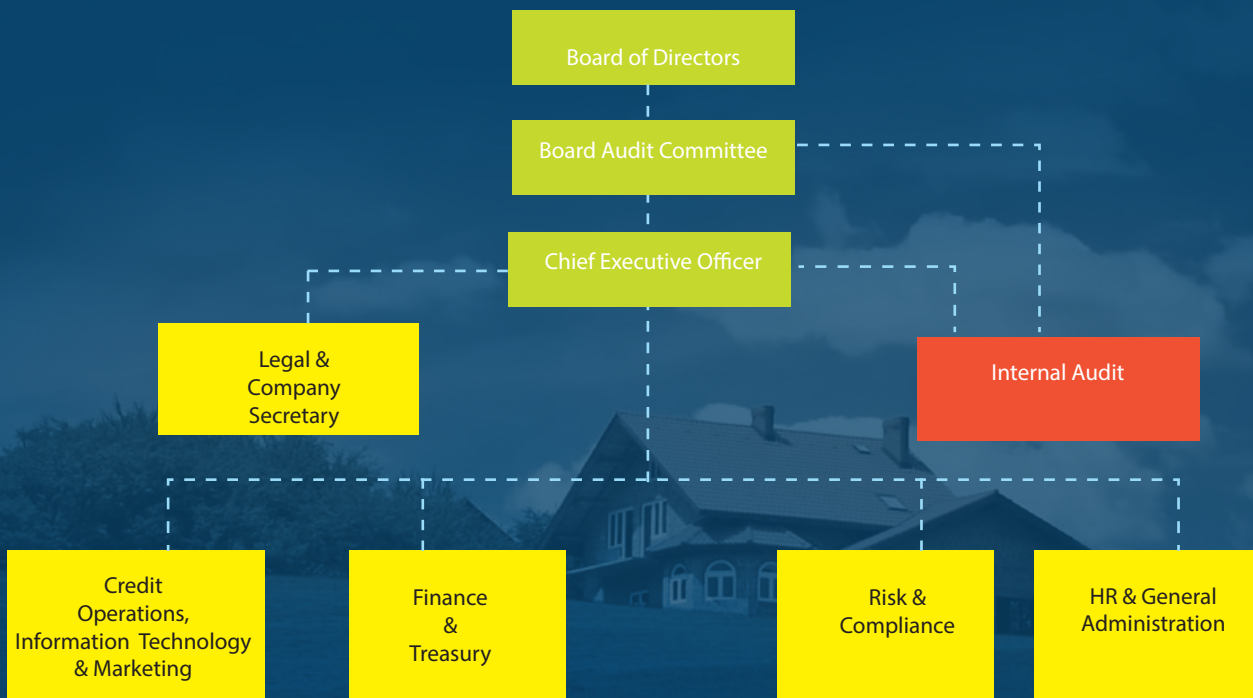 Board of Directors
Board Audit Committee
Chief Executive Officer
Legal &
Company
Secretary
Internal Audit
Credit
Operations,
Information Technology
& Marketing
Finance
&
Treasury
Risk &
Compliance
HR & General
Administration